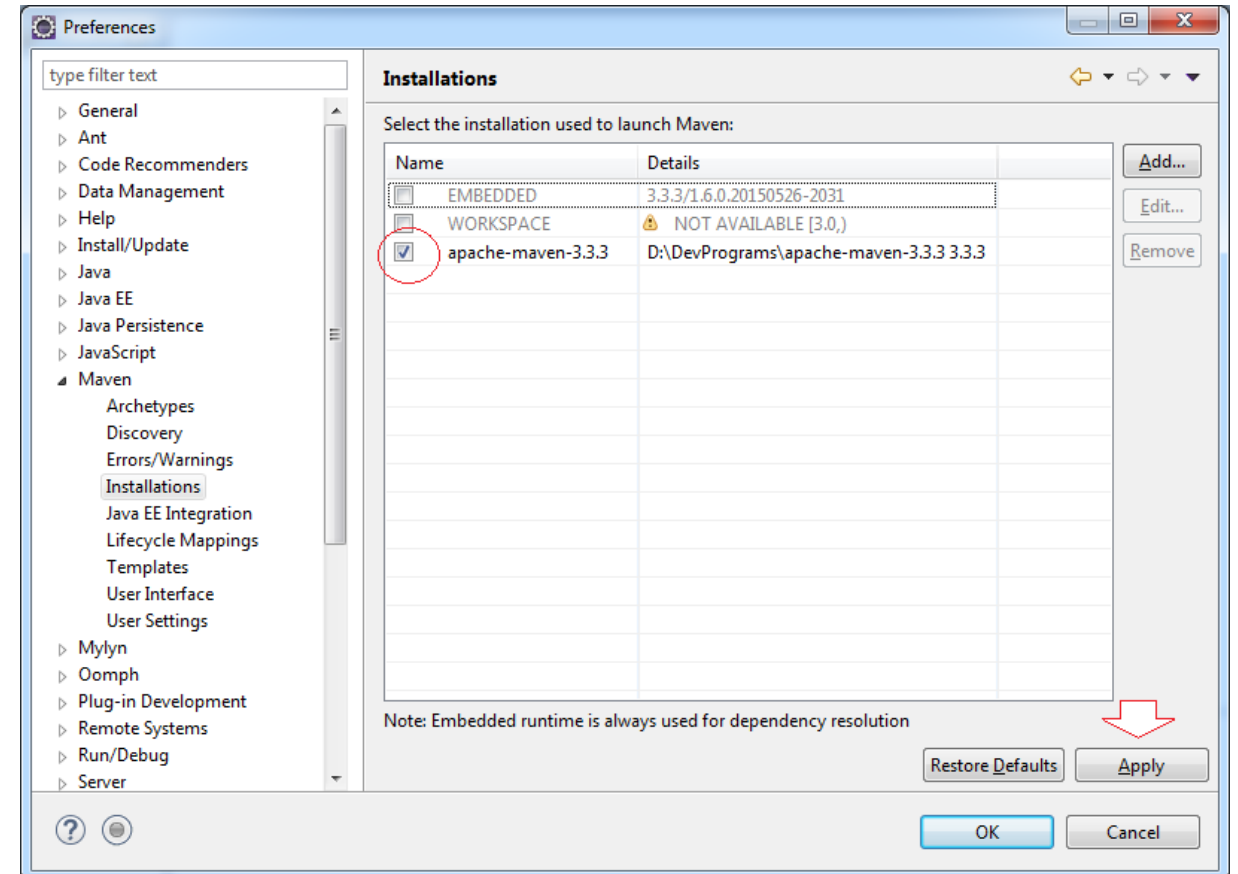 Preferences
type filter text
General
Ant
Code Recommenders
Data Management
Help
Install/Update
Java
Java EE
Java Persistence
JavaScript
Maven
Archetypes
Discovery
Errors/Warnings
Installations
Java EE Integration
Lifecycle Mappings
Templates
User Interface
User Settings
Mylyn
Oomph
Plug-in Development
Remote Systems
Run/Debug
Server
Installations
Select the installation used to launch Maven:
Name Details
EMBEDDED 3.3.3/1.6.0.20150526-2031
WORKSPACE NOT AVAILABLE [3.0,)
apache-maven-3.3.3 D:\DevPrograms\apache-maven-3.3.3 3.3.3
Add...
Edit...
Remove
Note: Embedded runtime is always used for dependency resolution
Restore Defaults Apply
OK Cancel